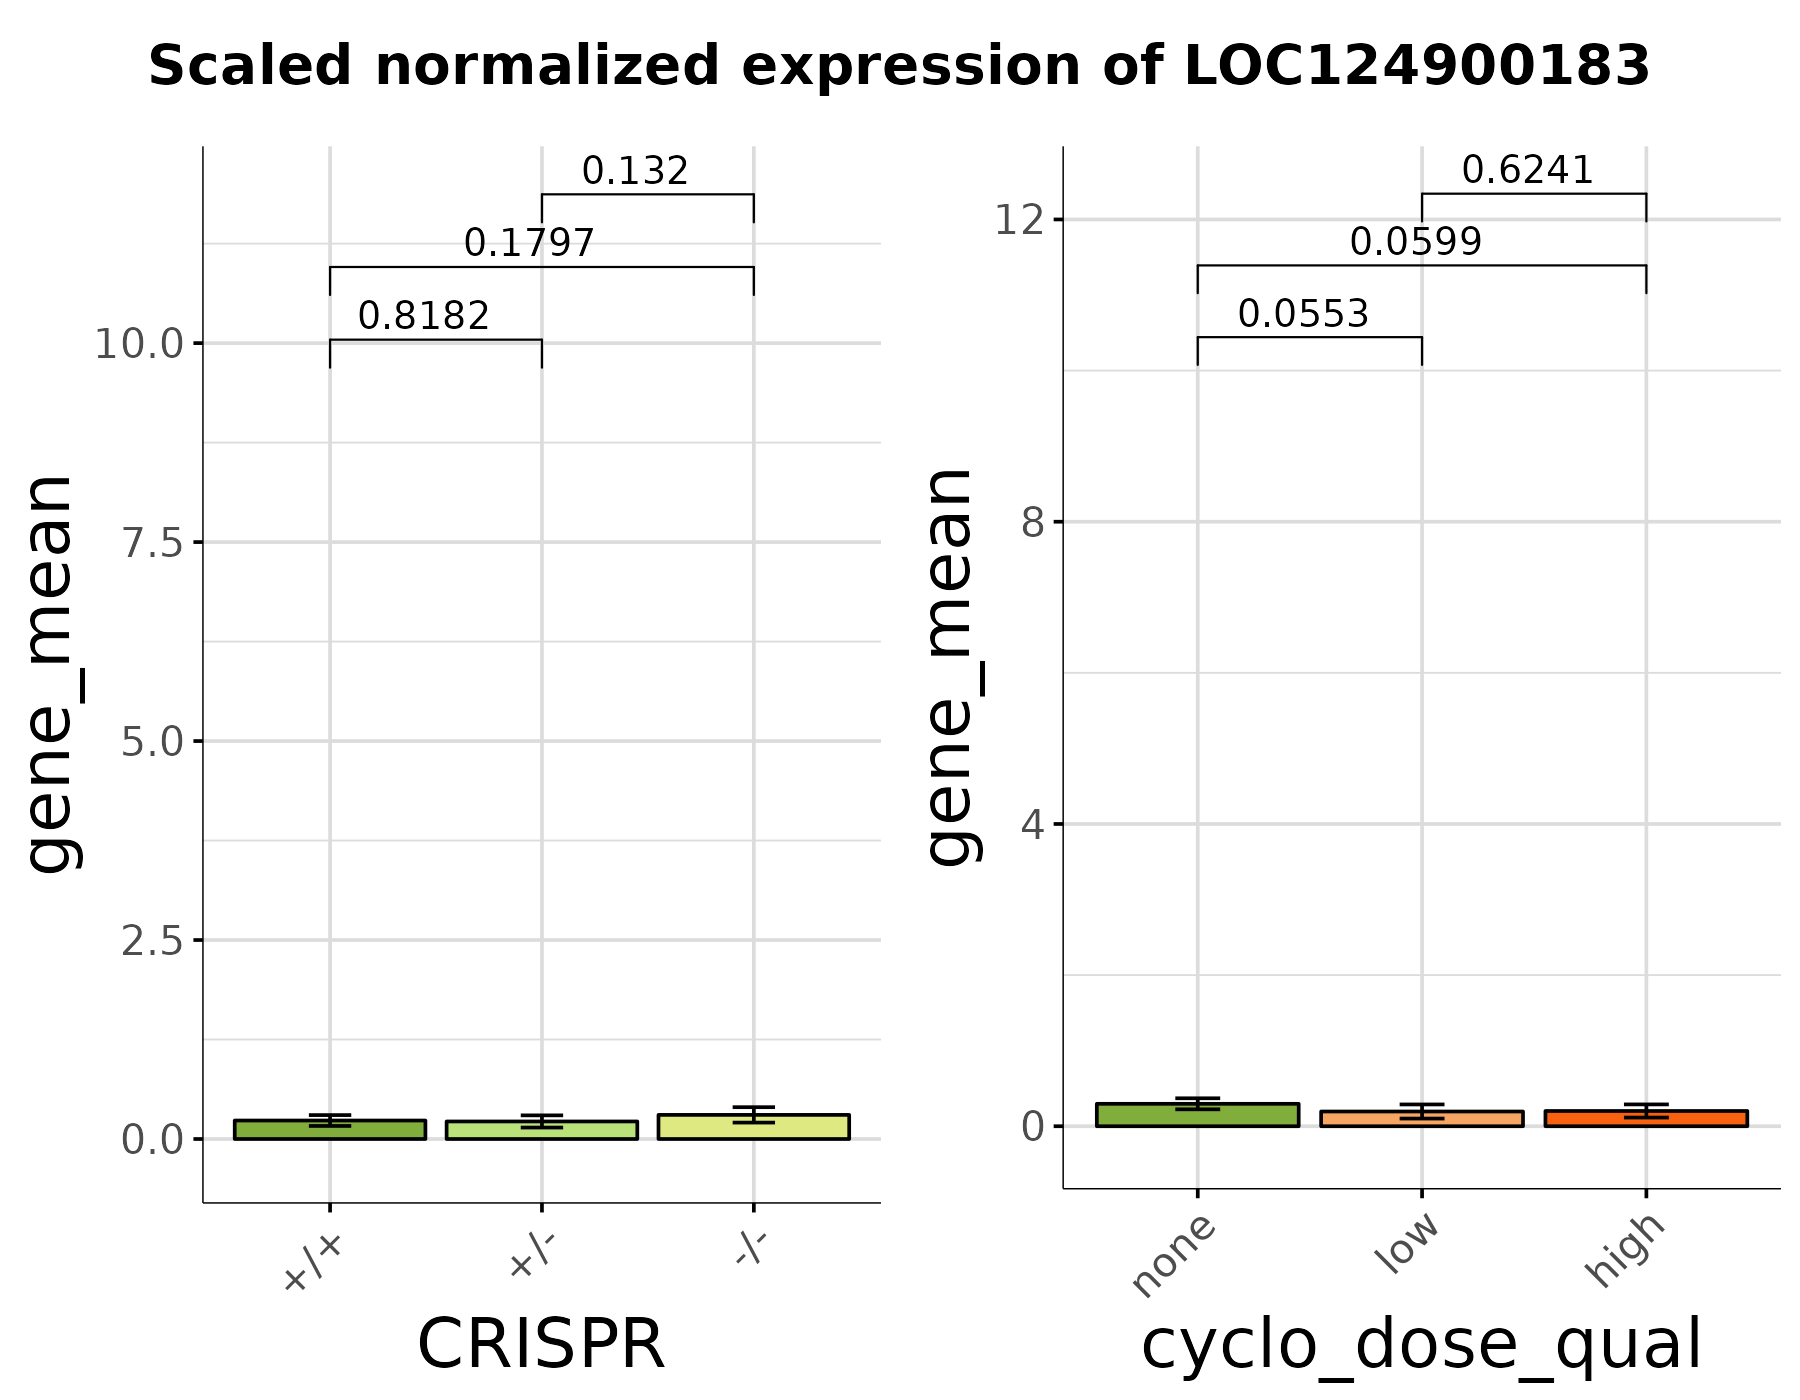 Scaled normalized expression of LOC124900183
gene_mean
10.0
7.5
5.0
2.5
0.0
0.132
0.1797
0.8182
+/+
+/-
-/-
CRISPR
gene_mean
12
8
4
0
0.6241
0.0599
0.0553
none
low
high
cyclo_dose_qual